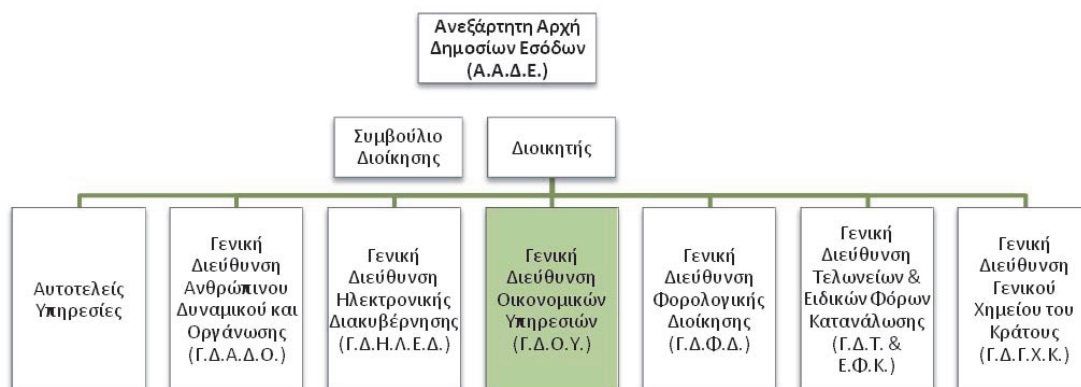 Ανεξάρτητη Αρχή
Δημοσίων Εσόδων
(Α.Α.Δ.Ε.)
Συμβούλιο
Διοίκησης
Διοικητής
Αυτοτελείς
Υπηρεσίες
Γενική
Διεύθυνση
Ανθρώπινου
Δυναμικού και
Οργάνωσης
(Γ.Δ.Α.Δ.Ο.)
Γενική
Διεύθυνση
Ηλεκτρονικής
Διακυβέρνησης
(Γ.Δ.Η.Λ.Ε.Δ.)
Γενική
Διεύθυνση
Οικονομικών
Υπηρεσιών
(Γ.Δ.Ο.Υ.)
Γενική
Διεύθυνση
Φορολογικής
Διοίκησης
(Γ.Δ.Φ.Δ.)
Γενική
Διεύθυνση
Τελωνείων &
Ειδικών Φόρων
Κατανάλωσης
(Γ.Δ.Τ. &
Ε.Φ.Κ.)
Γενική
Διεύθυνση
Γενικού
Χημείου του
Κράτους
(Γ.Δ.Γ.Χ.Κ.)